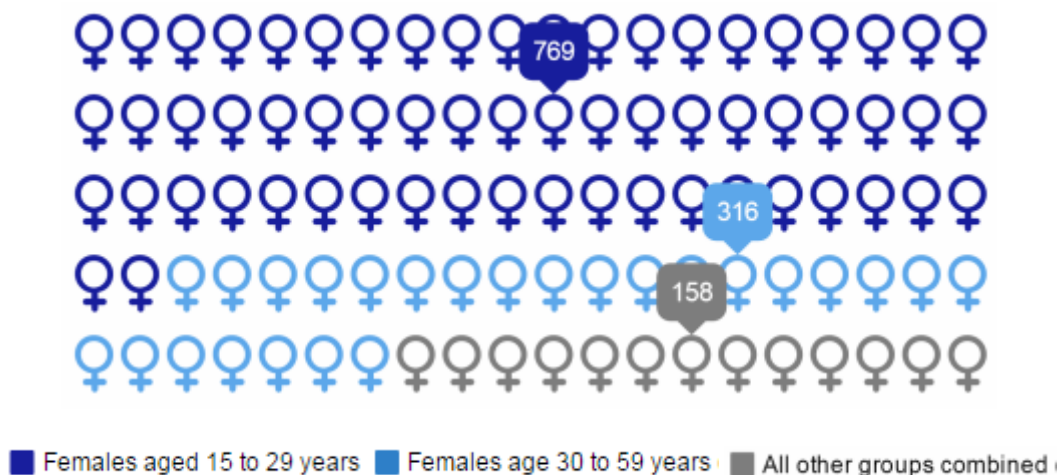 769
316
158
Females aged 15 to 29 years Females age 30 to 59 years All other groups combined